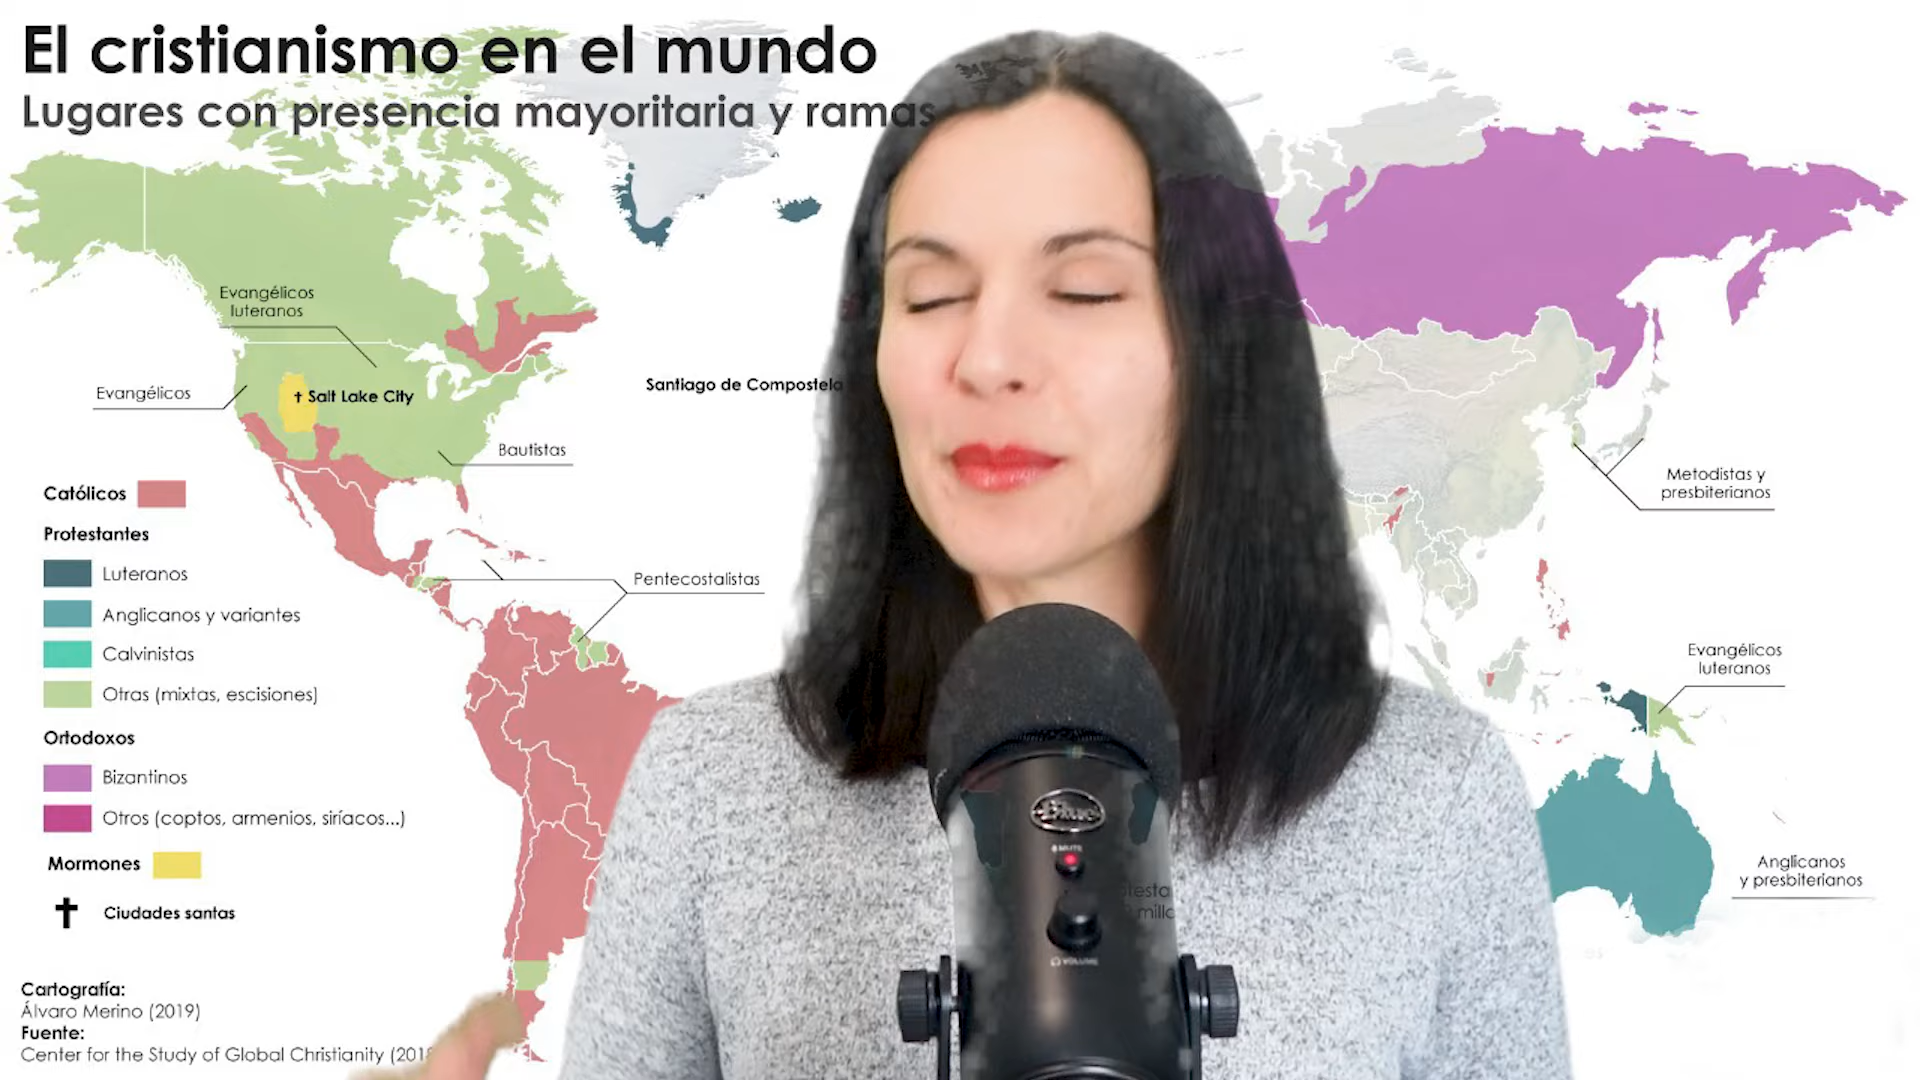 El cristianismo en el mundo
Lugares con presencia mayoritaria y ramas
Evangélicos
luteranos
Evangélicos
Salt Lake City
Santiago de Compostela
Bautistas
Metodistas y
presbiterianos
Pentecostalistas
Evangélicos
luteranos
Anglicanos
y presbiterianos
Católicos
Protestantes
Luteranos
Anglicanos y variantes
Calvinistas
Otras (mixtas, escisiones)
Ortodoxos
Bizantinos
Otros (coptos, armenios, siríacos...)
Mormones
Ciudades santas
Cartografía:
Álvaro Merino (2019)
Fuente:
Center for the Study of Global Christianity
Blue
MUTE
VOLUME